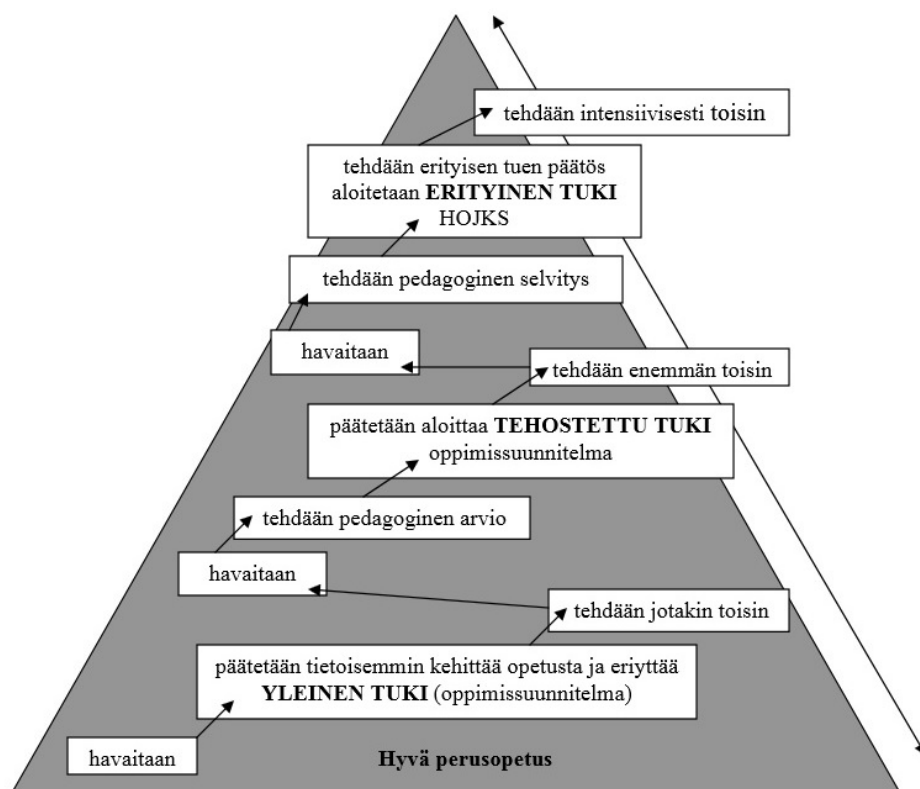 tehdään intensiivisesti toisin
tehdään erityisen tuen päätös
aloitetaan ERITYINEN TUKI
HOJKS
tehdään pedagoginen selvitys
havaitaan
tehdään enemmän toisin
päätetään aloittaa TEHOSTETTU TUKI
oppimissuunnitelma
tehdään pedagoginen arvio
havaitaan
tehdään jotakin toisin
päätetään tietoisemmin kehittää opetusta ja eriyttää
YLEINEN TUKI (oppimissuunnitelma)
havaitaan
Hyvä perusopetus